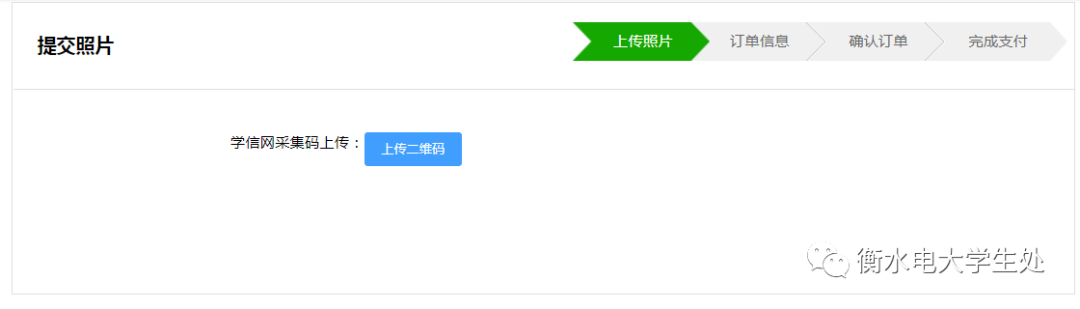 提交照片
上传照片
订单信息
确认订单
完成支付
学信网采集码上传：
上传二维码
衡水电大学生处